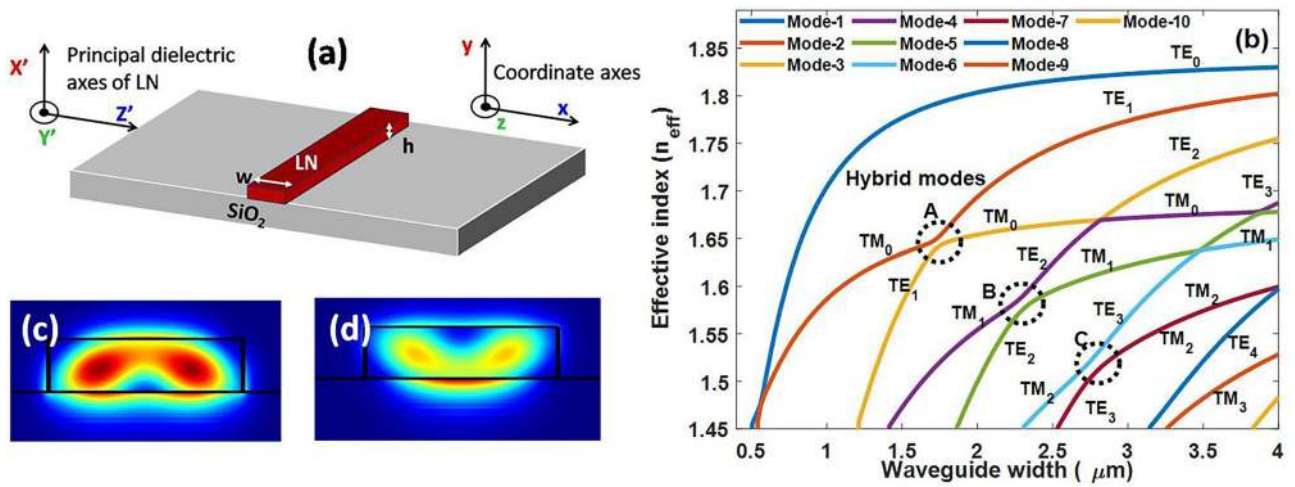 (a)
X'
Y'
Z'
Principal dielectric
axes of LN
y
x
z
Coordinate axes
LN
w
h
SiO2
(c)
(d)
(b)
Mode-1
Mode-2
Mode-3
Mode-4
Mode-5
Mode-6
Mode-7
Mode-8
Mode-9
Mode-10
Effective index (neff)
1.85
1.8
1.75
1.7
1.65
1.6
1.55
1.5
1.45
0.5 1 1.5 2 2.5 3 3.5 4
Waveguide width ( μm)
TE0
TE1
TE2
TE3
Hybrid modes
A
TM0
TM0
TM0
TE1
TE2
TM1
TM1
B
TM1
TE2
TE3
TM2
C
TM2
TM2
TE3
TE4
TM3